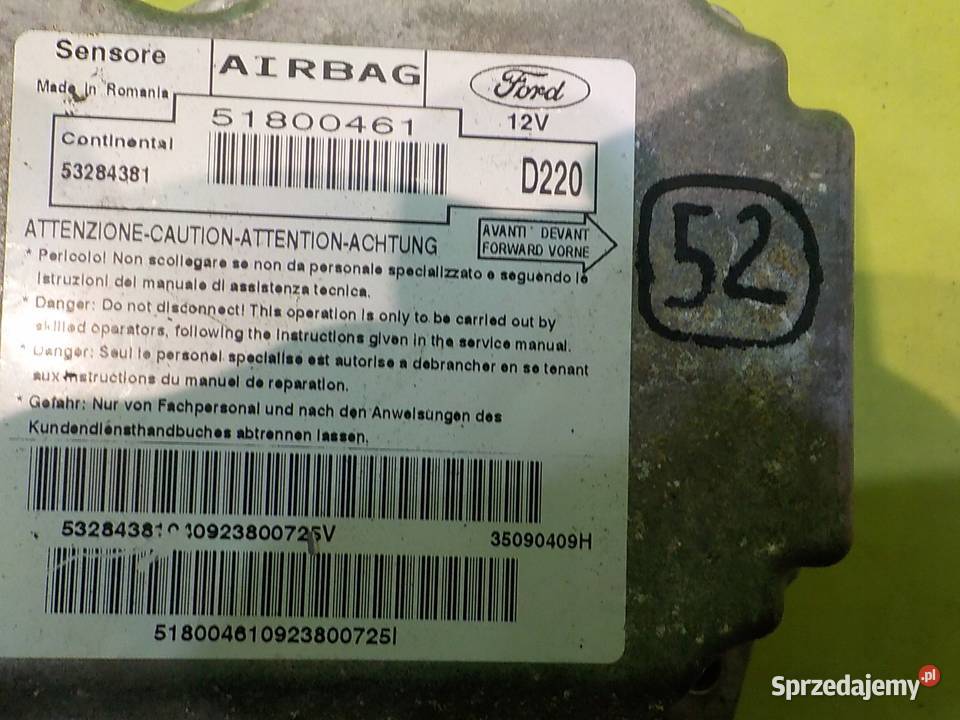 Sensore
AIRBAG
Ford
Made in Romania
51800461
12V
Continental
53284381
D220
ATTENZIONE-CAUTION-ATTENTION-ACHTUNG
AVANTI DEVANT
FORWARD VORNE
52
* Pericolo! Non scollegare se non da personale specializzato e seguendo le
istruzioni del manuale di assistenza tecnica.
* Danger: Do not disconnect! This operation is only to be carried out by
skilled oparators, following the instructions given in the service manual.
* Danger: Saul le personel specialise est autorise a debrancher en se tenant
aux instructions du manuel de reparation.
* Gefahr: Nur von Fachpersonal und nach den Anweisungen des
Kundendiensthandbuches abtrennen lassen.
35090409H
518004610923800725I
Sprzedajemy.pl